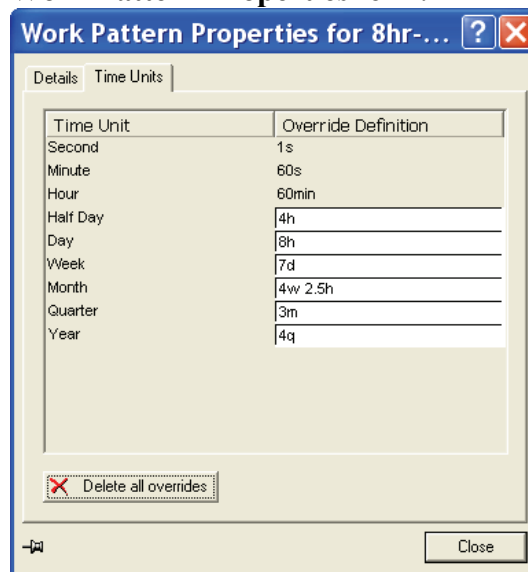 Work Pattern Properties for 8hr-... ?
Details Time Units
Time Unit Override Definition
Second 1s
Minute 60s
Hour 60min
Half Day 4h
Day 8h
Week 7d
Month 4w 2.5h
Quarter 3m
Year 4q
Delete all overrides
Close